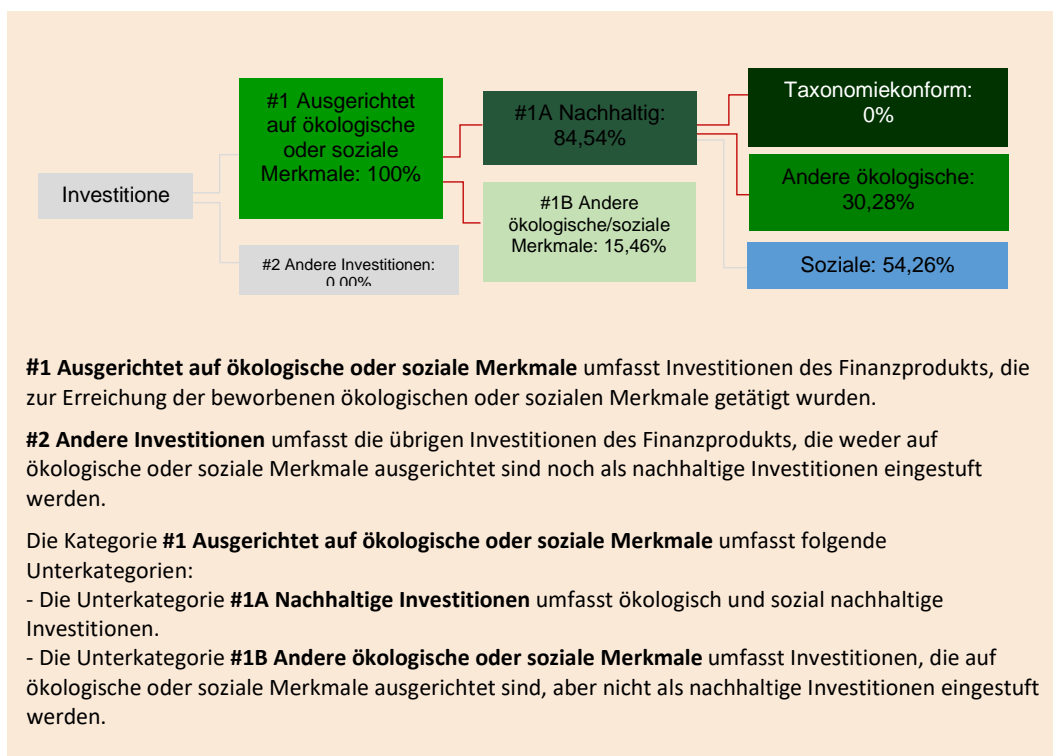 Investitione
#1 Ausgerichtet
auf ökologische
oder soziale
Merkmale: 100%
#2 Andere Investitionen:
0,00%
#1A Nachhaltig:
84,54%
#1B Andere
ökologische/soziale
Merkmale: 15,46%
Taxonomiekonform:
0%
Andere ökologische:
30,28%
Soziale: 54,26%
#1 Ausgerichtet auf ökologische oder soziale Merkmale umfasst Investitionen des Finanzprodukts, die
zur Erreichung der beworbenen ökologischen oder sozialen Merkmale getätigt wurden.
#2 Andere Investitionen umfasst die übrigen Investitionen des Finanzprodukts, die weder auf
ökologische oder soziale Merkmale ausgerichtet sind noch als nachhaltige Investitionen eingestuft
werden.
Die Kategorie #1 Ausgerichtet auf ökologische oder soziale Merkmale umfasst folgende
Unterkategorien:
- Die Unterkategorie #1A Nachhaltige Investitionen umfasst ökologisch und sozial nachhaltige
Investitionen.
- Die Unterkategorie #1B Andere ökologische oder soziale Merkmale umfasst Investitionen, die auf
ökologische oder soziale Merkmale ausgerichtet sind, aber nicht als nachhaltige Investitionen eingestuft
werden.